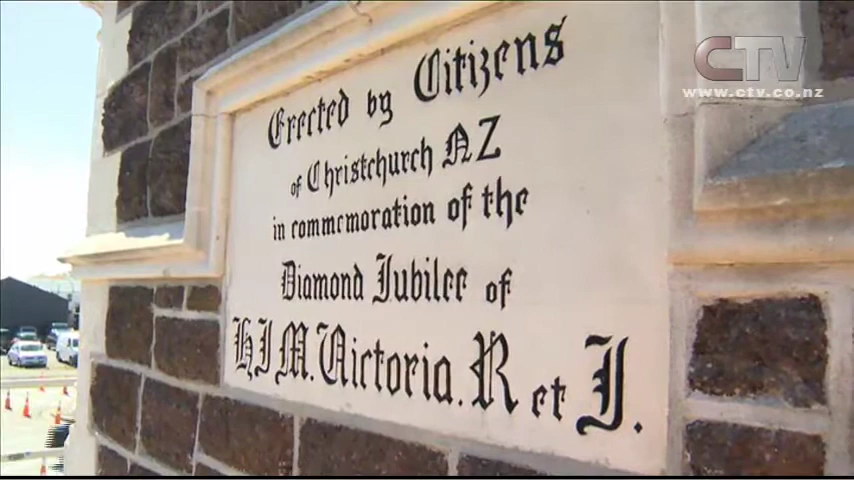 CTV
www.ctv.co.nz
Erected by Citizens
of Christchurch NZ
in commemoration of the
Diamond Jubilee of
H I M. Victoria. R et I.